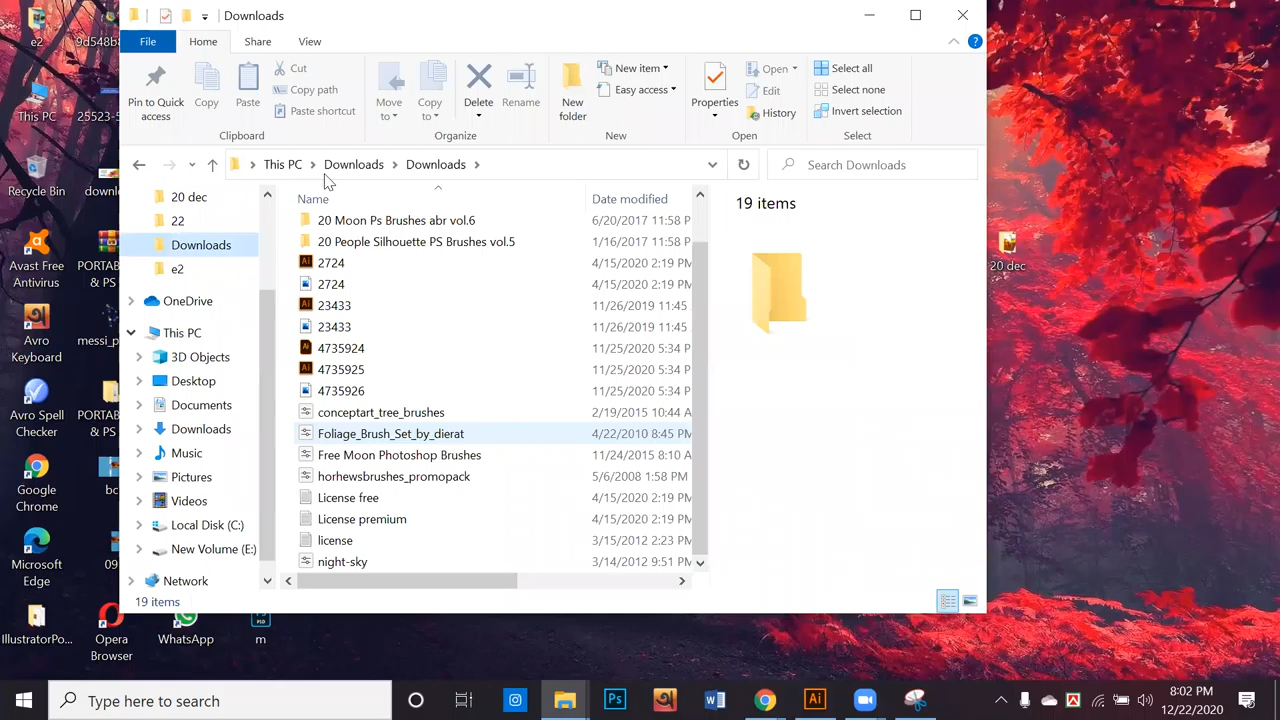 Downloads
File
Home
Share
View
Pin to Quick
access
Copy
Paste
Cut
Copy path
Paste shortcut
Clipboard
Move
to
Copy
to
Delete
Rename
Organize
New
folder
New item
Easy access
New
Properties
Open
Edit
History
Open
Select all
Select none
Invert selection
Select
This PC
Downloads
Downloads
Search Downloads
20 dec
22
Downloads
e2
OneDrive
This PC
3D Objects
Desktop
Documents
Downloads
Music
Pictures
Videos
Local Disk (C:)
New Volume (E:)
Network
Name
Date modified
20 Moon Ps Brushes abr vol.6
6/20/2017 11:58 P
20 People Silhouette PS Brushes vol.5
1/16/2017 11:58 P
2724
4/15/2020 2:19 PM
2724
4/15/2020 2:19 PM
23433
11/26/2019 11:45
23433
11/26/2019 11:45
4735924
11/25/2020 5:34 P
4735925
11/25/2020 5:34 P
4735926
11/25/2020 5:34 P
conceptart_tree_brushes
2/19/2015 10:44 A
Foliage_Brush_Set_by_dierat
4/22/2010 8:45 PM
Free Moon Photoshop Brushes
11/24/2015 8:10 A
horhewsbrushes_promopack
5/6/2008 1:58 PM
License free
4/15/2020 2:19 PM
License premium
4/15/2020 2:19 PM
license
3/15/2012 2:23 PM
night-sky
3/14/2012 9:51 PM
19 items
19 items
e2
9d548b8
This PC
25523-5
Recycle Bin
downl
Avast Free
Antivirus
PORTAB
& PS
Avro
Keyboard
messi_p
Avro Spell
Checker
PORTAB
& PS
Google
Chrome
bc
Microsoft
Edge
09
IllustratorPo...
Opera
Browser
WhatsApp
m
20 dec
Type here to search
8:02 PM
12/22/2020